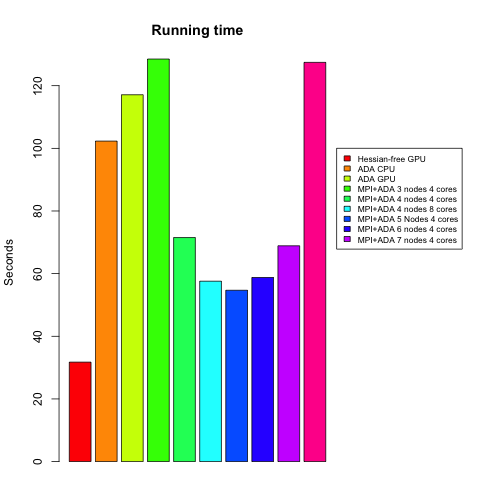 Running time
Seconds
0
20
40
60
80
100
120
Hessian-free GPU
ADA CPU
ADA GPU
MPI+ADA 3 nodes 4 cores
MPI+ADA 4 nodes 4 cores
MPI+ADA 4 nodes 8 cores
MPI+ADA 5 Nodes 4 cores
MPI+ADA 6 nodes 4 cores
MPI+ADA 7 nodes 4 cores